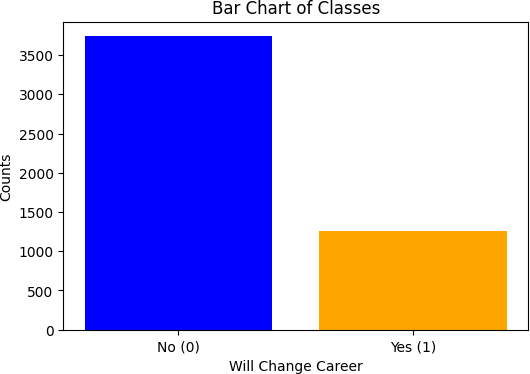 Bar Chart of Classes
Counts
3500
3000
2500
2000
1500
1000
500
0
No (0)
Yes (1)
Will Change Career